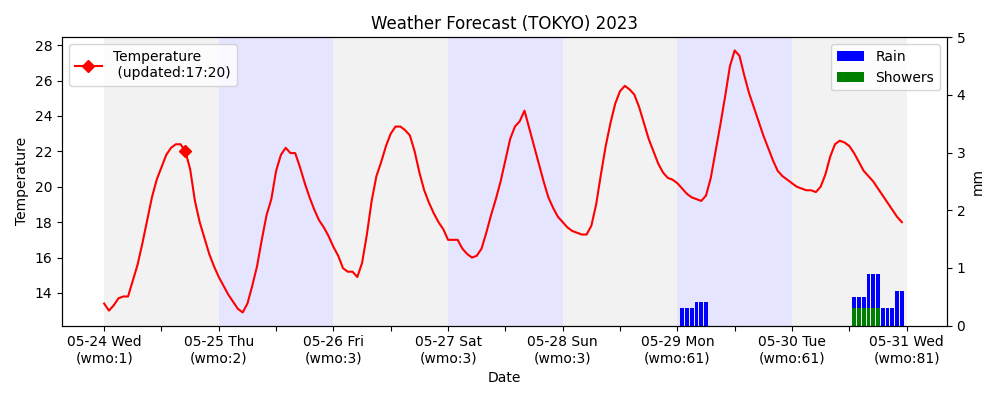 Weather Forecast (TOKYO) 2023
Temperature
(updated:17:20)
Rain
Showers
28
26
24
22
20
18
16
14
Temperature
5
4
3
2
1
0
mm
05-24 Wed
(wmo:1)
05-25 Thu
(wmo:2)
05-26 Fri
(wmo:3)
05-27 Sat
(wmo:3)
05-28 Sun
(wmo:3)
05-29 Mon
(wmo:61)
05-30 Tue
(wmo:61)
05-31 Wed
(wmo:81)
Date